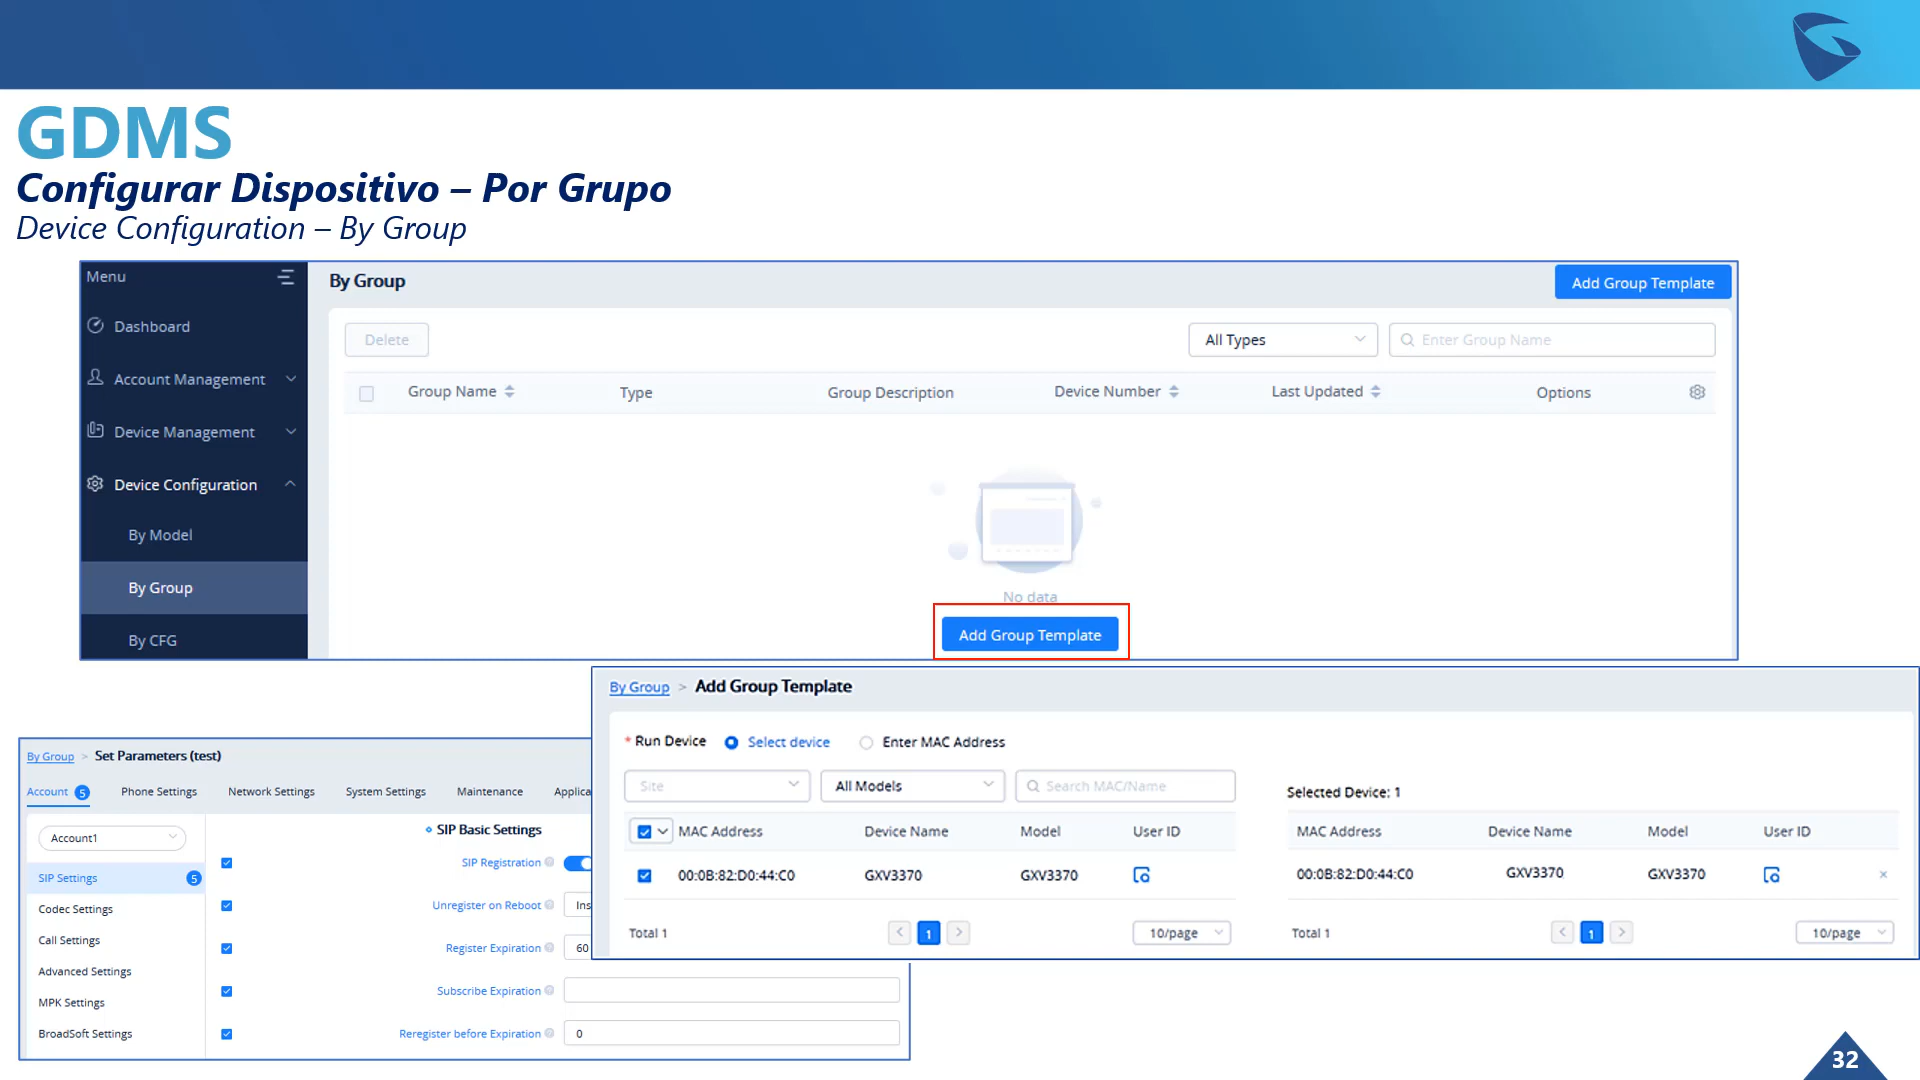 GDMS
Configurar Dispositivo – Por Grupo
Device Configuration – By Group
Menu
Dashboard
Account Management
Device Management
Device Configuration
By Model
By Group
By CFG
By Group
Add Group Template
Delete
All Types
Enter Group Name
Group Name Type Group Description Device Number Last Updated Options
No data
Add Group Template
By Group > Add Group Template
* Run Device Select device Enter MAC Address
Site All Models Search MAC/Name
MAC Address Device Name Model User ID
00:0B:82:D0:44:C0 GXV3370 GXV3370
Total 1 < 1 > 10/page
Selected Device: 1
MAC Address Device Name Model User ID
00:0B:82:D0:44:C0 GXV3370 GXV3370 ×
Total 1 < 1 > 10/page
By Group > Set Parameters (test)
Account 5 Phone Settings Network Settings System Settings Maintenance Applica
Account1
SIP Settings 5
Codec Settings
Call Settings
Advanced Settings
MPK Settings
BroadSoft Settings
SIP Basic Settings
SIP Registration
Unregister on Reboot Ins
Register Expiration 60
Subscribe Expiration
Reregister before Expiration 0
32